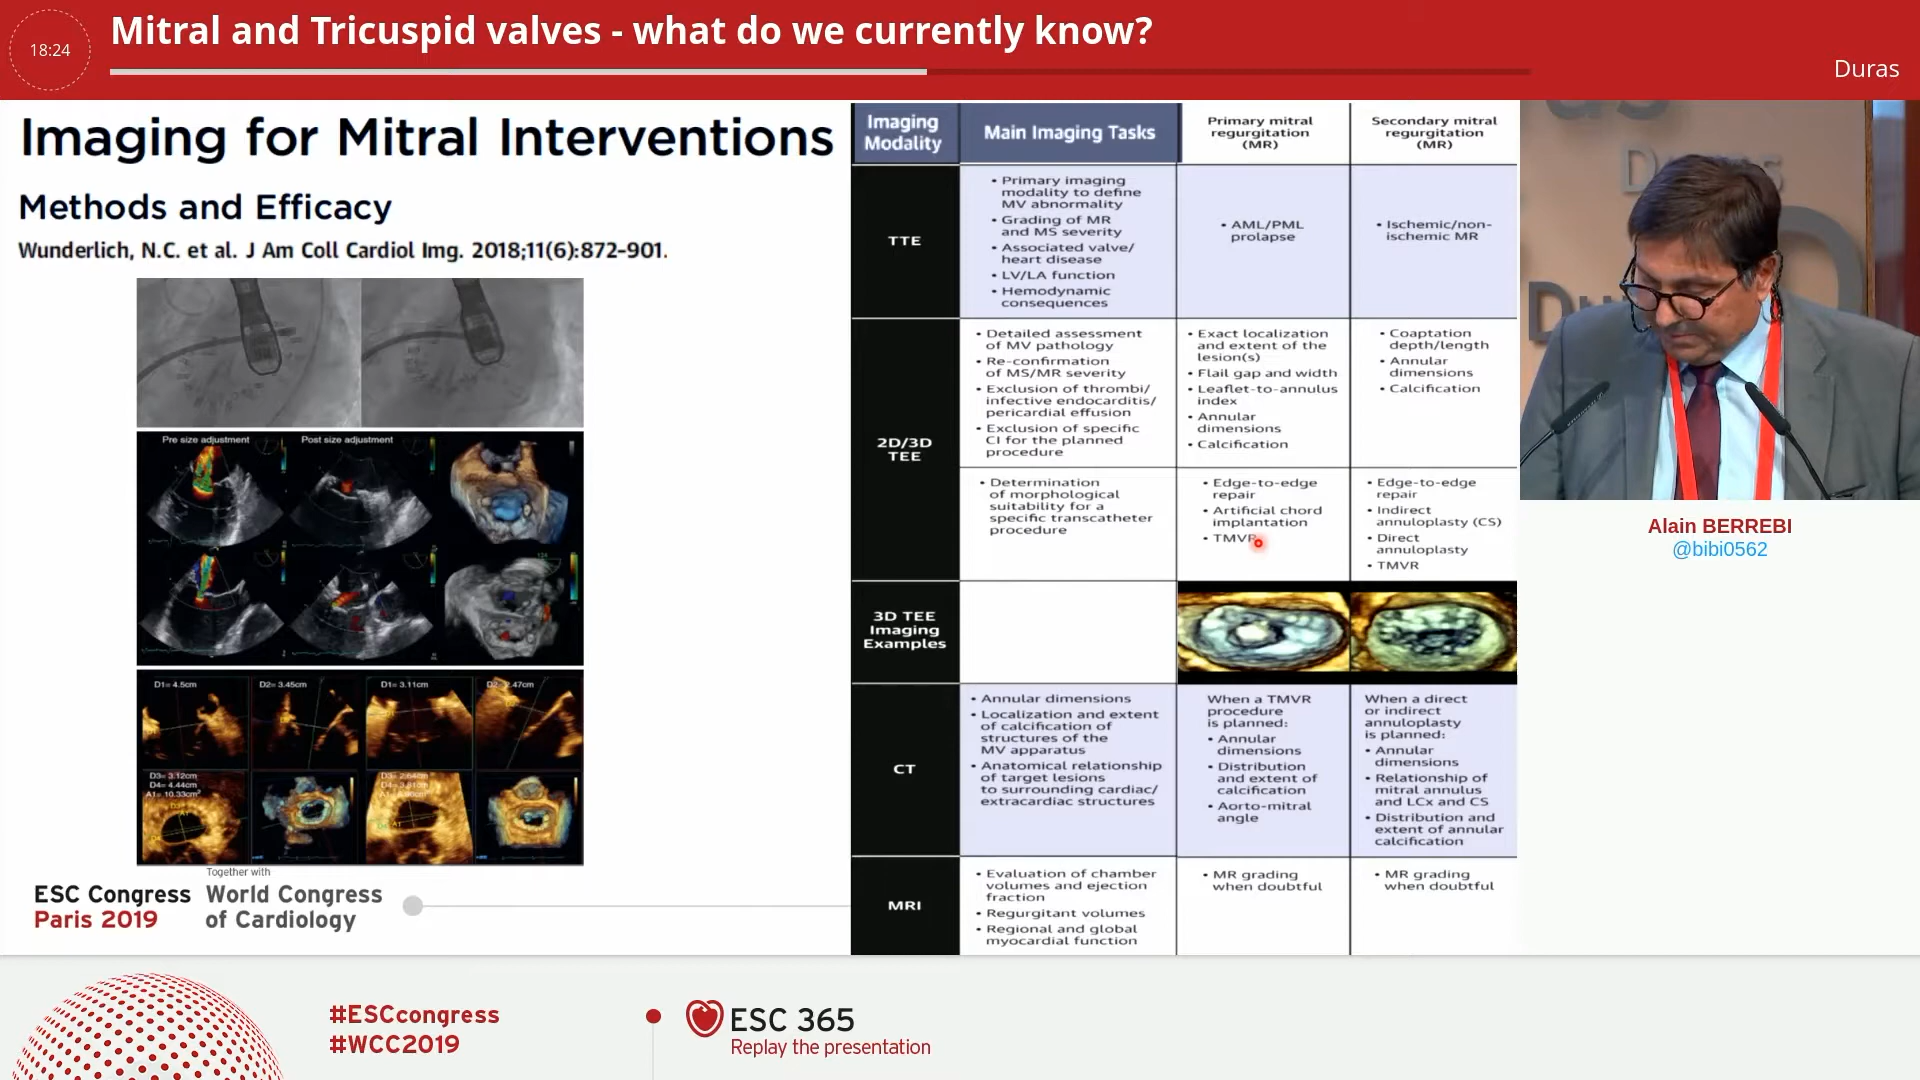 18:24
Mitral and Tricuspid valves - what do we currently know?
Duras
Imaging for Mitral Interventions
Methods and Efficacy
Wunderlich, N.C. et al. J Am Coll Cardiol Img. 2018;11(6):872–901.
Pre size adjustment
Post size adjustment
D1= 4.5cm
D2= 3.45cm
D1= 3.11cm
D3= 3.12cm
D4= 4.44cm
A1= 10.33cm²
Together with
ESC Congress
Paris 2019
World Congress
of Cardiology
Imaging
Modality
Main Imaging Tasks
Primary mitral
regurgitation
(MR)
Secondary mitral
regurgitation
(MR)
TTE
• Primary imaging
modality to define
MV abnormality
• Grading of MR
and MS severity
• Associated valve/
heart disease
• LV/LA function
• Hemodynamic
consequences
• AML/PML
prolapse
• Ischemic/non-
ischemic MR
2D/3D
TEE
• Detailed assessment
of MV pathology
• Re-confirmation
of MS/MR severity
• Exclusion of thrombi/
infective endocarditis/
pericardial effusion
• Exclusion of specific
CI for the planned
procedure
• Exact localization
and extent of the
lesion(s)
• Flail gap and width
• Leaflet-to-annulus
index
• Annular
dimensions
• Calcification
• Coaptation
depth/length
• Annular
dimensions
• Calcification
• Determination
of morphological
suitability for a
specific transcatheter
procedure
• Edge-to-edge
repair
• Artificial chord
implantation
• TMVR
• Edge-to-edge
repair
• Indirect
annuloplasty (CS)
• Direct
annuloplasty
• TMVR
3D TEE
Imaging
Examples
CT
• Annular dimensions
• Localization and extent
of calcification of
structures of the
MV apparatus
• Anatomical relationship
of target lesions
to surrounding cardiac/
extracardiac structures
When a TMVR
procedure
is planned:
• Annular
dimensions
• Distribution
and extent of
calcification
• Aorto-mitral
angle
When a direct
or indirect
annuloplasty
is planned:
• Annular
dimensions
• Relationship of
mitral annulus
and LCx and CS
• Distribution and
extent of annular
calcification
MRI
• Evaluation of chamber
volumes and ejection
fraction
• Regurgitant volumes
• Regional and global
myocardial function
• MR grading
when doubtful
• MR grading
when doubtful
Alain BERREBI
@bibi0562
#ESCcongress
#WCC2019
ESC 365
Replay the presentation